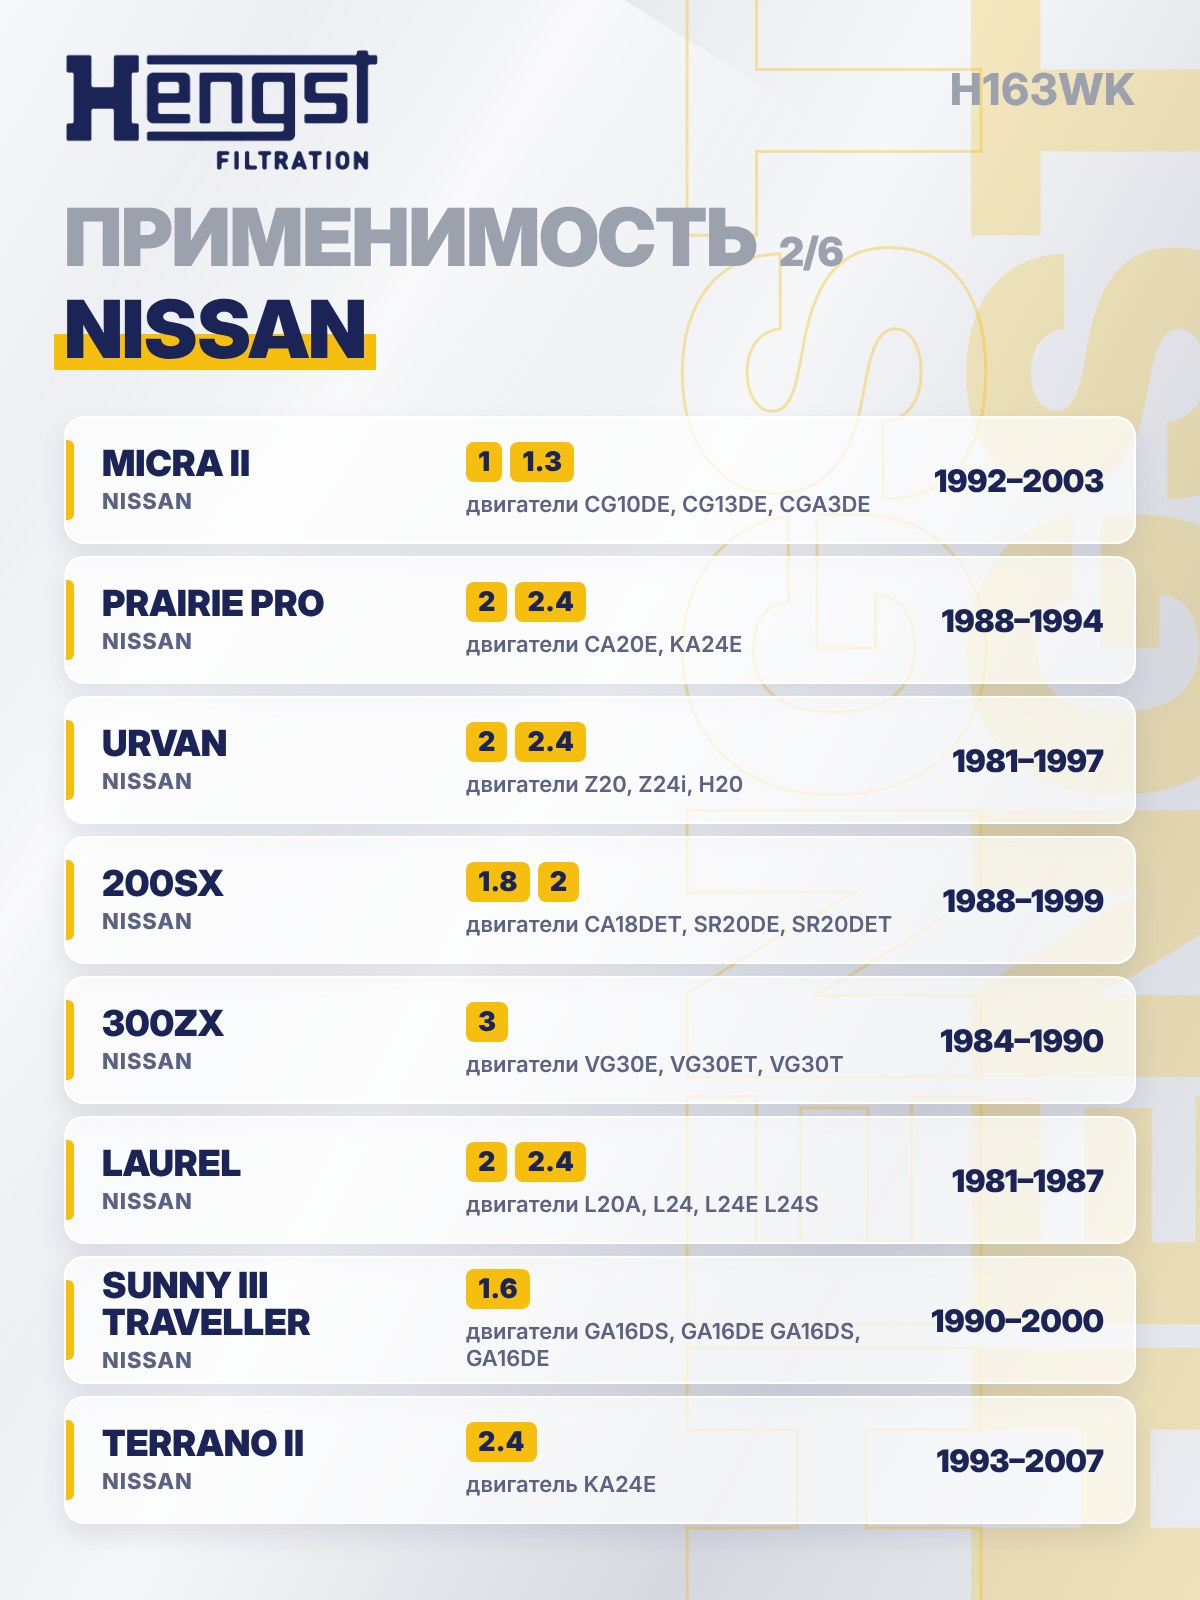 Hengst
FILTRATION
H163WK
ПРИМЕНИМОСТЬ 2/6
NISSAN
MICRA II
NISSAN
1 1.3
двигатели CG10DE, CG13DE, CGA3DE
1992–2003
PRAIRIE PRO
NISSAN
2 2.4
двигатели CA20E, KA24E
1988–1994
URVAN
NISSAN
2 2.4
двигатели Z20, Z24i, H20
1981–1997
200SX
NISSAN
1.8 2
двигатели CA18DET, SR20DE, SR20DET
1988–1999
300ZX
NISSAN
3
двигатели VG30E, VG30ET, VG30T
1984–1990
LAUREL
NISSAN
2 2.4
двигатели L20A, L24, L24E L24S
1981–1987
SUNNY III
TRAVELLER
NISSAN
1.6
двигатели GA16DS, GA16DE GA16DS,
GA16DE
1990–2000
TERRANO II
NISSAN
2.4
двигатель KA24E
1993–2007
HENGST
HENGST